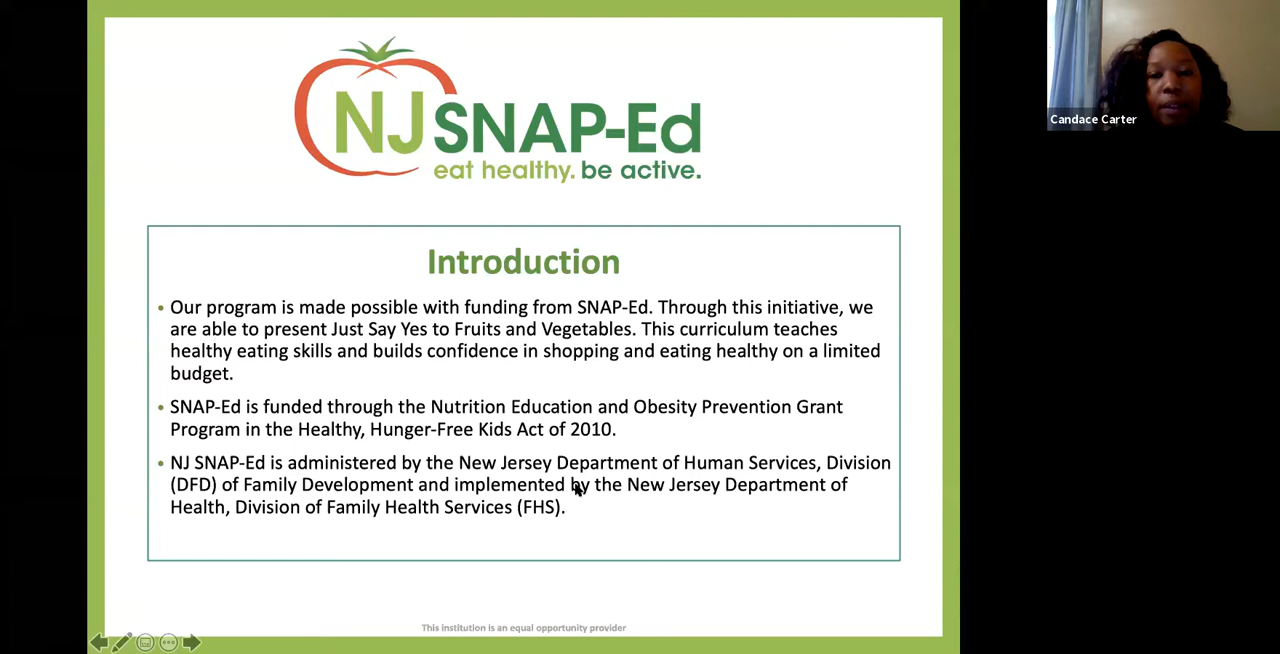 NJ SNAP-Ed
eat healthy. be active.
Candace Carter
Introduction
• Our program is made possible with funding from SNAP-Ed. Through this initiative, we
are able to present Just Say Yes to Fruits and Vegetables. This curriculum teaches
healthy eating skills and builds confidence in shopping and eating healthy on a limited
budget.
• SNAP-Ed is funded through the Nutrition Education and Obesity Prevention Grant
Program in the Healthy, Hunger-Free Kids Act of 2010.
• NJ SNAP-Ed is administered by the New Jersey Department of Human Services, Division
(DFD) of Family Development and implemented by the New Jersey Department of
Health, Division of Family Health Services (FHS).
This institution is an equal opportunity provider